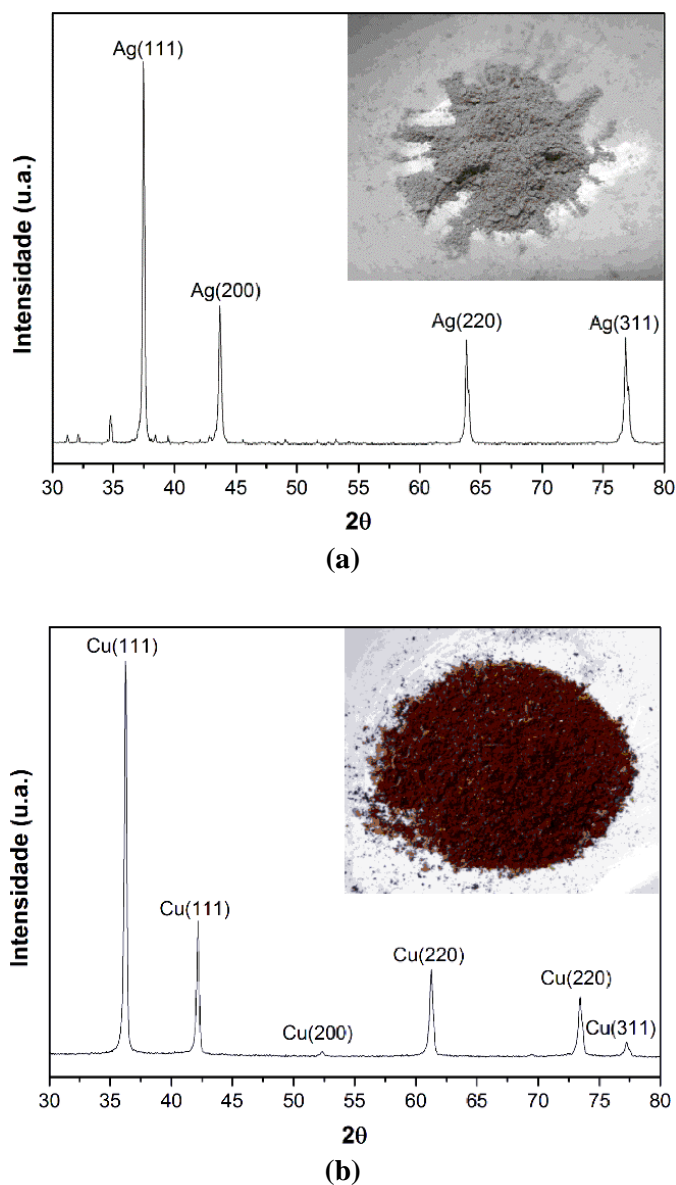 Ag(111)
Ag(200)
Ag(220)
Ag(311)
Intensidade (u.a.)
30 35 40 45 50 55 60 65 70 75 80
2θ
(a)
Cu(111)
Cu(111)
Cu(200)
Cu(220)
Cu(220)
Cu(311)
Intensidade (u.a.)
30 35 40 45 50 55 60 65 70 75 80
2θ
(b)